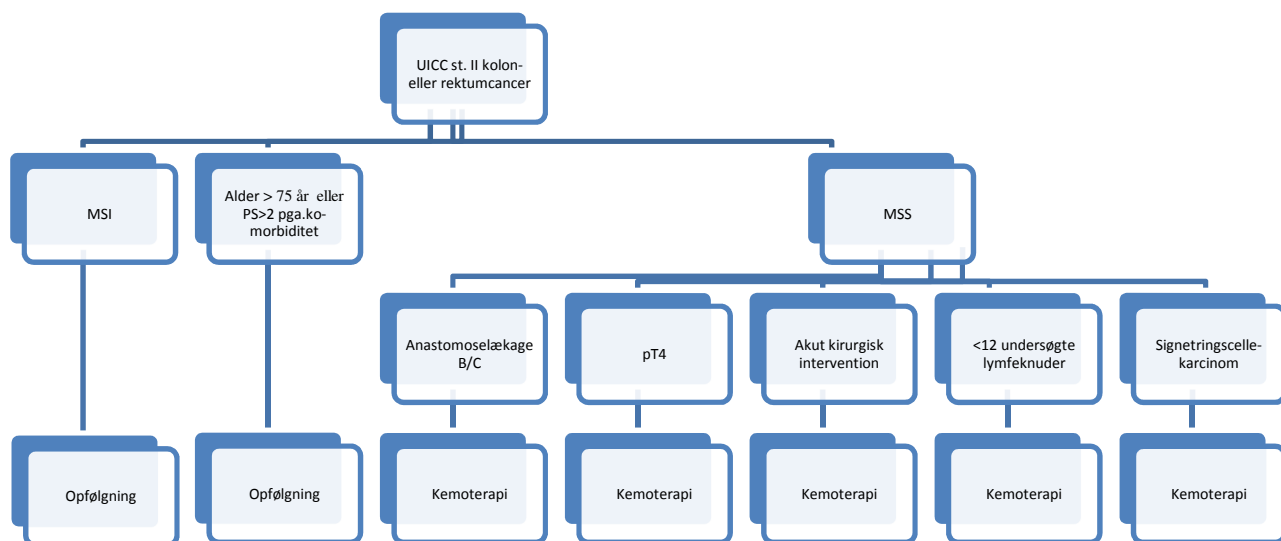 UICC st. II kolon-
eller rektumcancer
MSI
Alder > 75 år eller
PS>2 pga.ko-
morbiditet
MSS
Anastomoselækage
B/C
pT4
Akut kirurgisk
intervention
<12 undersøgte
lymfeknuder
Signetringscelle-
karcinom
Opfølgning
Opfølgning
Kemoterapi
Kemoterapi
Kemoterapi
Kemoterapi
Kemoterapi